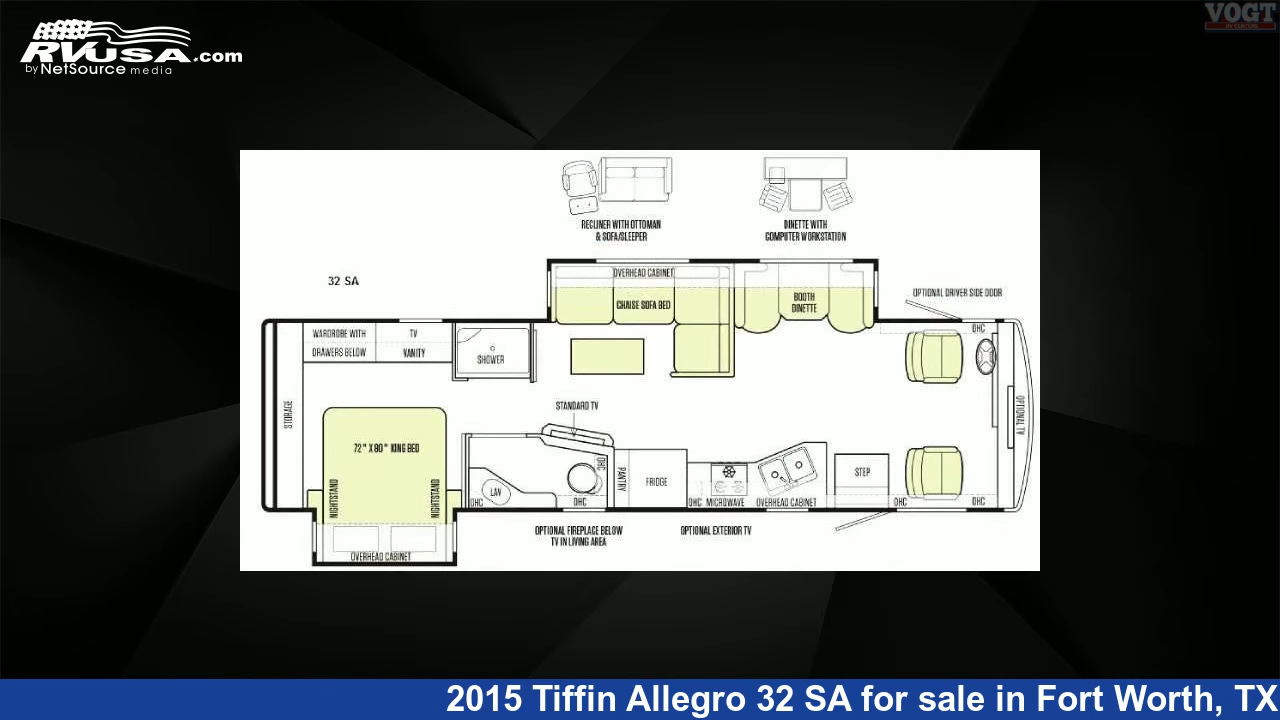 RVUSA.com
by NetSource media
VOGT
RECLINER WITH OTTOMAN
& SOFA/SLEEPER
DINETTE WITH
COMPUTER WORKSTATION
32 SA
OVERHEAD CABINET
CHAISE SOFA BED
BOOTH
DINETTE
OPTIONAL DRIVER SIDE DOOR
OHC
WARDROBE WITH
DRAWERS BELOW
TV
VANITY
SHOWER
STORAGE
72" X 80" KING BED
NIGHTSTAND
NIGHTSTAND
OVERHEAD CABINET
STANDARD TV
LAV
OHC
OHC
OHC
PANTRY
FRIDGE
OHC
MICROWAVE
OVERHEAD CABINET
STEP
OHC
OHC
OPTIONAL TV
OPTIONAL FIREPLACE BELOW
TV IN LIVING AREA
OPTIONAL EXTERIOR TV
2015 Tiffin Allegro 32 SA for sale in Fort Worth, TX